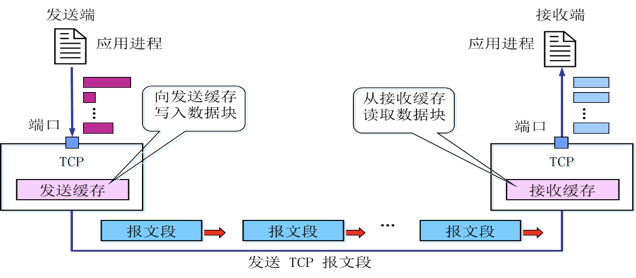 发送端
接收端
应用进程
应用进程
向发送缓存
写入数据块
从接收缓存
读取数据块
端口
端口
TCP
TCP
发送缓存
接收缓存
报文段
报文段
…
报文段
发送 TCP 报文段